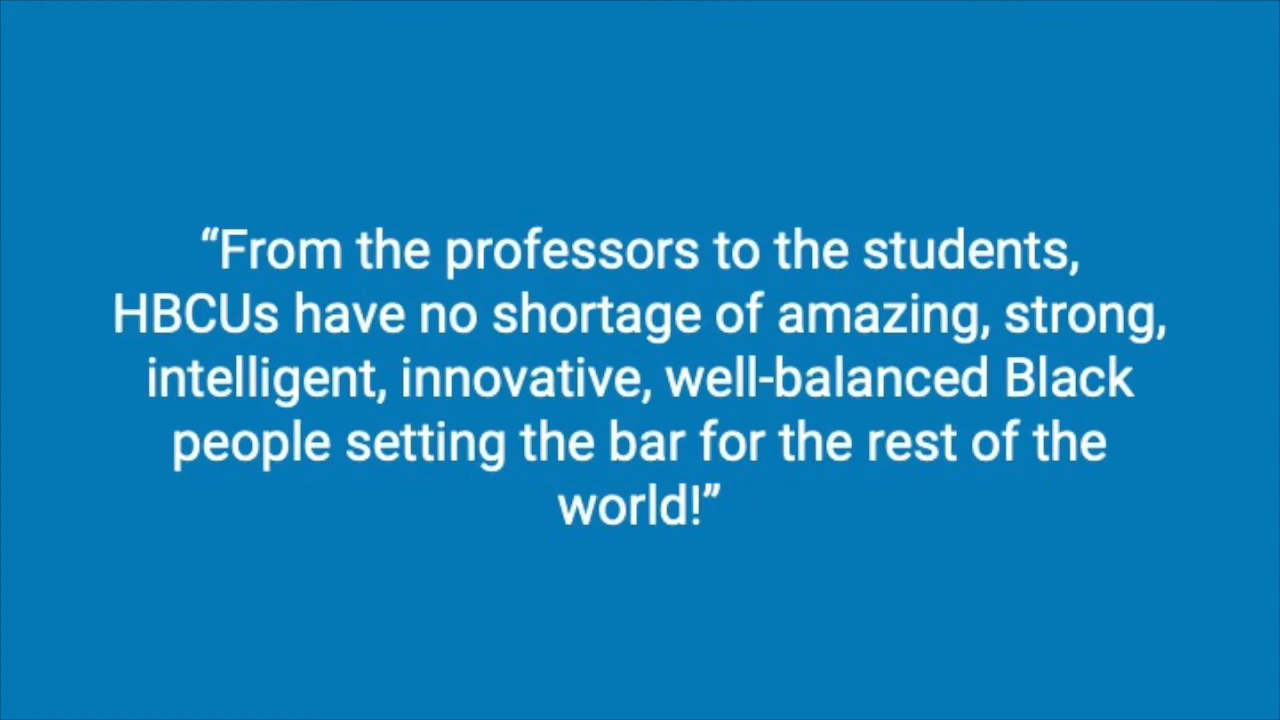 “From the professors to the students,
HBCUs have no shortage of amazing, strong,
intelligent, innovative, well-balanced Black
people setting the bar for the rest of the
world!”